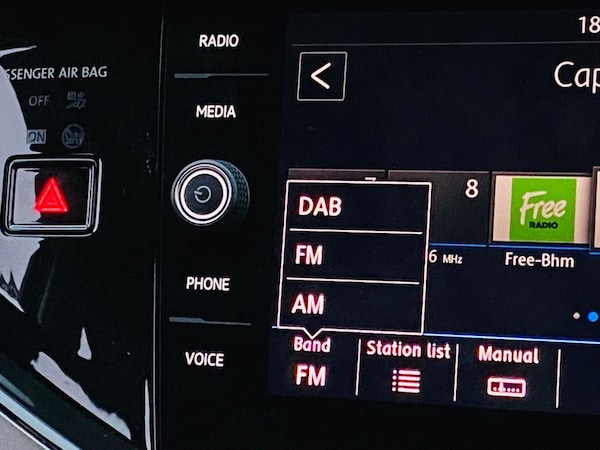 RADIO
MEDIA
PHONE
VOICE
AIR BAG
OFF
ON
18
Cap
7
8
Free
RADIO
6 MHz
Free-Bhm
DAB
FM
AM
Band
FM
Station list
Manual